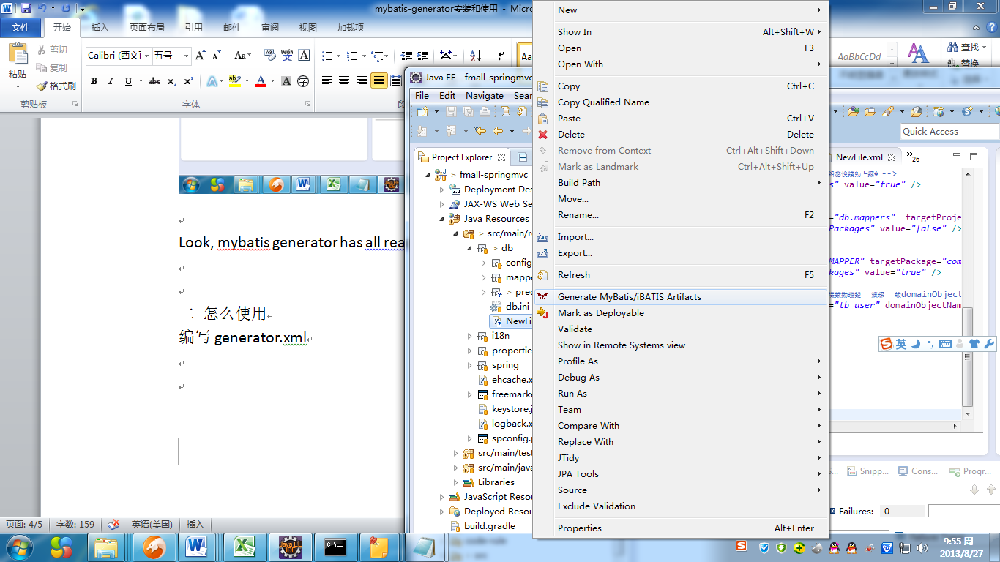 mybatis-generator安装和使用 - Micro
文件 开始 插入 页面布局 引用 邮件 审阅 视图 加载项
剪切
复制
格式刷
粘贴
剪贴板
Calibri (西文 五号
字体
AaBbCcDd
查找
替换
Look, mybatis generator has all rea
二 怎么使用
编写 generator.xml
页面: 4/5 字数: 159 英语(美国) 插入
Java EE - fmall-springmvc
File Edit Navigate Sear
Quick Access
Project Explorer
> fmall-springmvc
Deployment Des
JAX-WS Web Se
Java Resources
> src/main/r
> db
config
mappe
> prec
db.ini
NewFi
i18n
propertie
spring
ehcache.x
freemarke
keystore.j
logback.x
spconfig.p
src/main/test
src/main/java
Libraries
JavaScript Resou
Deployed Resou
build.gradle
New
Show In Alt+Shift+W
Open F3
Open With
Copy Ctrl+C
Copy Qualified Name
Paste Ctrl+V
Delete Delete
Remove from Context Ctrl+Alt+Shift+Down
Mark as Landmark Ctrl+Alt+Shift+Up
Build Path
Move...
Rename... F2
Import...
Export...
Refresh F5
Generate MyBatis/iBATIS Artifacts
Mark as Deployable
Validate
Show in Remote Systems view
Profile As
Debug As
Run As
Team
Compare With
Replace With
JTidy
JPA Tools
Source
Exclude Validation
Properties Alt+Enter
NewFile.xml
26
-->
s" value="true" />
="db.mappers" targetProje
Packages" value="false" />
MAPPER" targetPackage="com
kages" value="true" />
domainObject
="tb_user" domainObjectNam
英
S... Snipp... Cons... Progr...
Failures: 0
9:55 周二
2013/8/27